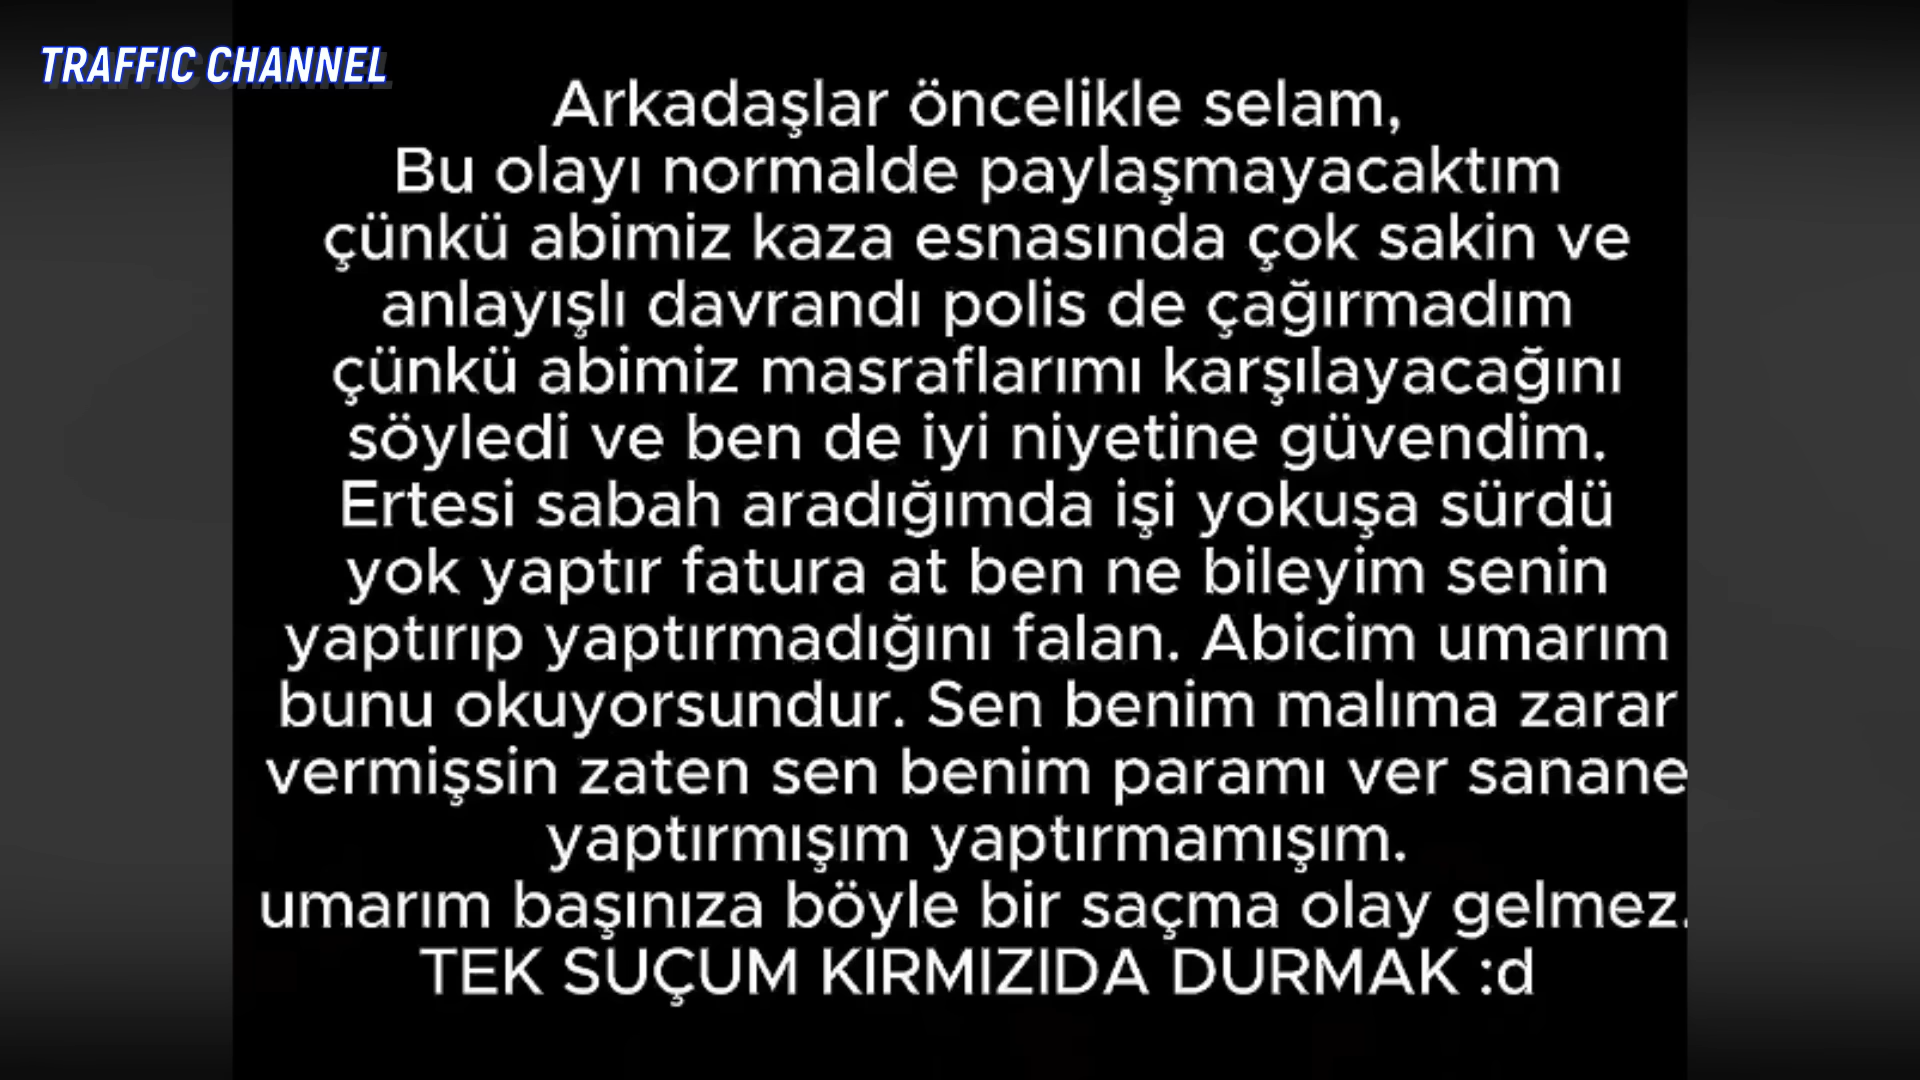 TRAFFIC CHANNEL
Arkadaşlar öncelikle selam,
Bu olayı normalde paylaşmayacaktım
çünkü abimiz kaza esnasında çok sakin ve
anlayışlı davrandı polis de çağırmadım
çünkü abimiz masraflarımı karşılayacağını
söyledi ve ben de iyi niyetine güvendim.
Ertesi sabah aradığımda işi yokuşa sürdü
yok yaptır fatura at ben ne bileyim senin
yaptırıp yaptırmadığını falan. Abicim umarım
bunu okuyorsundur. Sen benim malıma zarar
vermişsin zaten sen benim paramı ver sanane
yaptırmışım yaptırmamışım.
umarım başınıza böyle bir saçma olay gelmez.
TEK SUÇUM KIRMIZIDA DURMAK :d